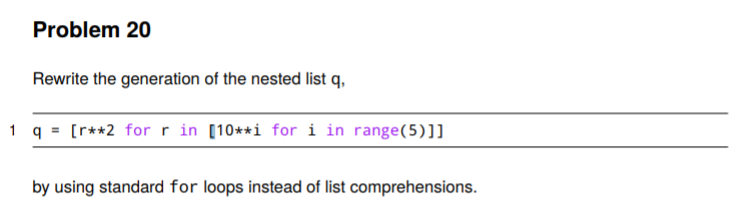 Problem 20
Rewrite the generation of the nested list q,
1 q = [r**2 for r in [10**i for i in range(5)]]
by using standard for loops instead of list comprehensions.